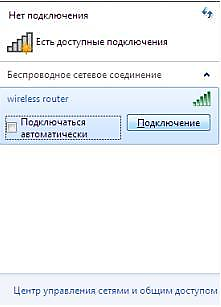 Нет подключения
Есть доступные подключения
Беспроводное сетевое соединение
wireless router
Подключаться
автоматически
Подключение
Центр управления сетями и общим доступом